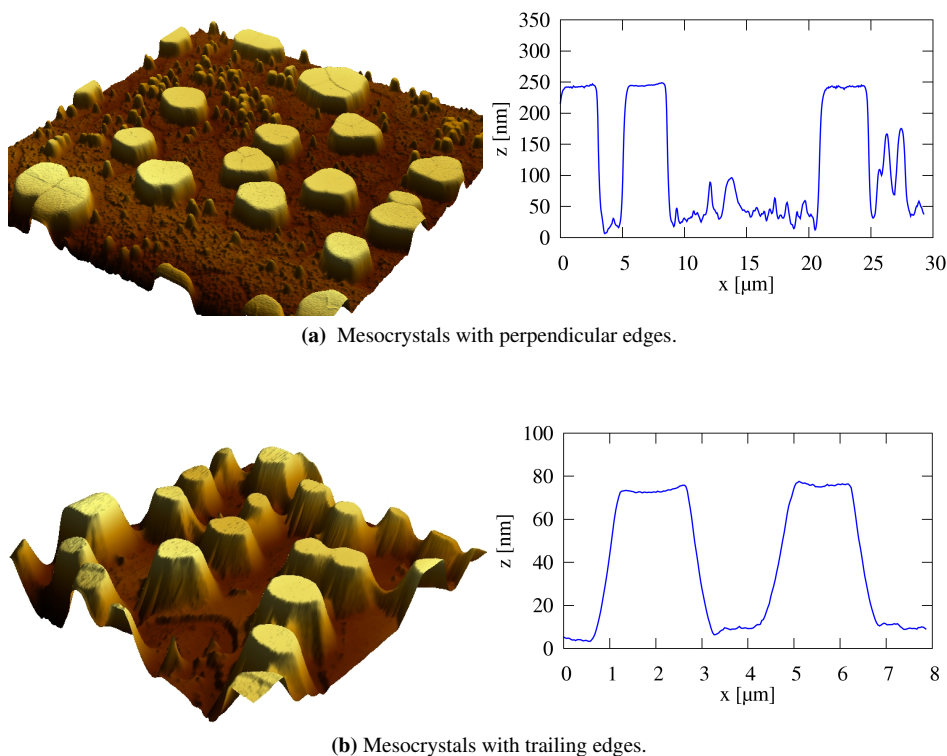 350
300
250
200
150
100
50
0
z [nm]
0 5 10 15 20 25 30
x [µm]
(a) Mesocrystals with perpendicular edges.
100
80
60
40
20
0
z [nm]
0 1 2 3 4 5 6 7 8
x [µm]
(b) Mesocrystals with trailing edges.